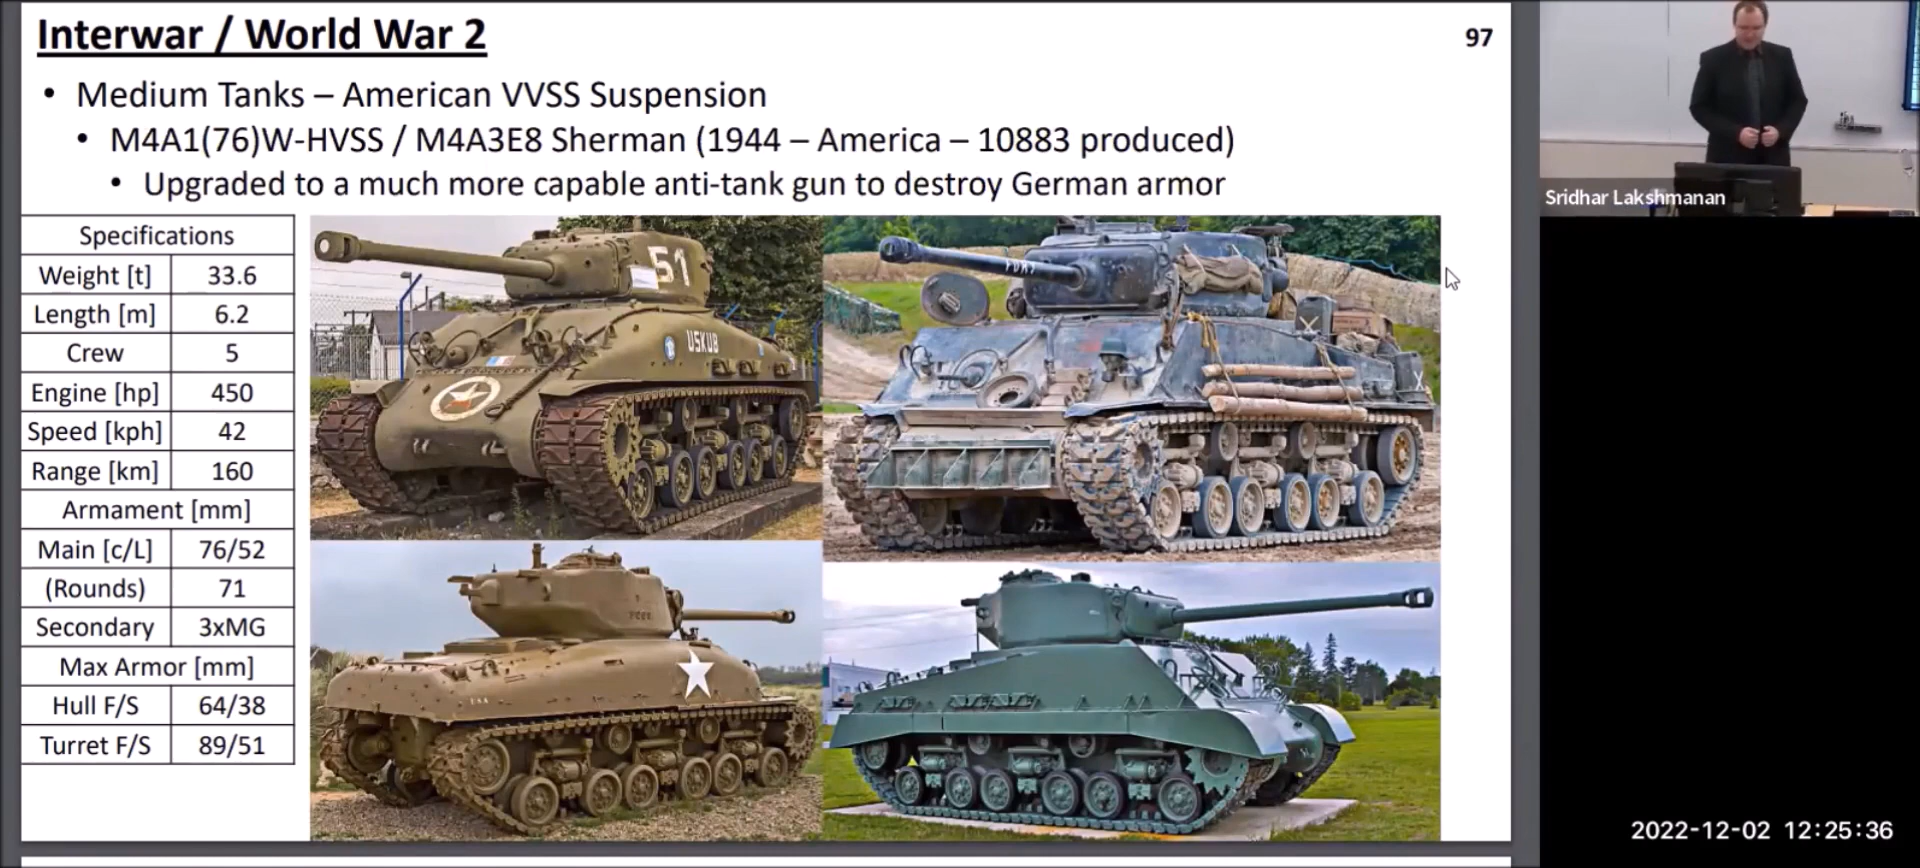 Interwar / World War 2
97
• Medium Tanks – American VVSS Suspension
• M4A1(76)W-HVSS / M4A3E8 Sherman (1944 – America – 10883 produced)
• Upgraded to a much more capable anti-tank gun to destroy German armor
Specifications
Weight [t] 33.6
Length [m] 6.2
Crew 5
Engine [hp] 450
Speed [kph] 42
Range [km] 160
Armament [mm]
Main [c/L] 76/52
(Rounds) 71
Secondary 3xMG
Max Armor [mm]
Hull F/S 64/38
Turret F/S 89/51
51
USKUB
FURY
USA
Sridhar Lakshmanan
2022-12-02 12:25:36